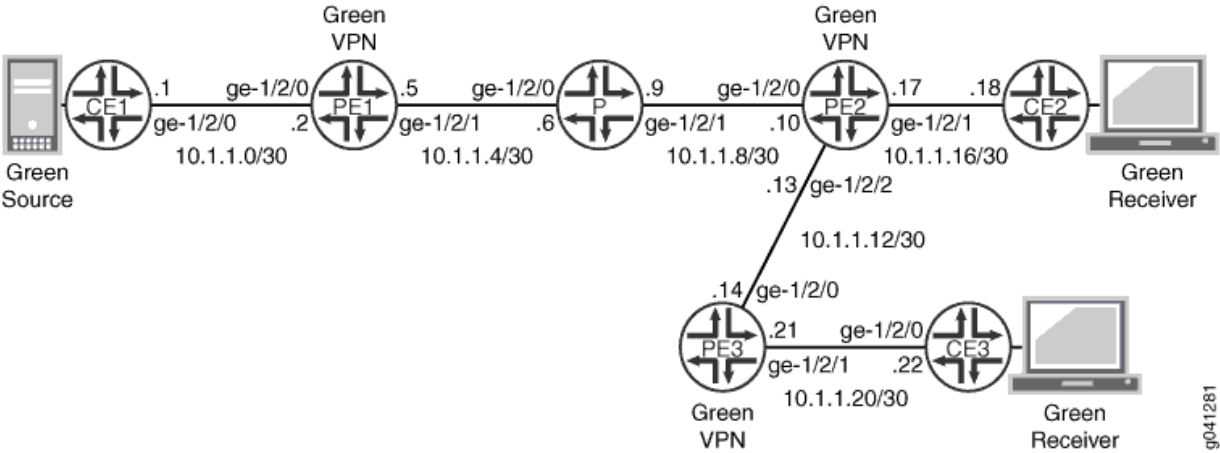 Green
VPN
Green
VPN
.1
ge-1/2/0
.5
ge-1/2/0
.9
ge-1/2/0
.17
.18
CE1
PE1
P
PE2
CE2
ge-1/2/0
.2
ge-1/2/1
.6
ge-1/2/1
.10
ge-1/2/1
10.1.1.0/30
10.1.1.4/30
10.1.1.8/30
10.1.1.16/30
Green
Source
Green
Receiver
.13
ge-1/2/2
10.1.1.12/30
.14
ge-1/2/0
.21
ge-1/2/0
PE3
CE3
ge-1/2/1
.22
10.1.1.20/30
Green
VPN
Green
Receiver
g041281